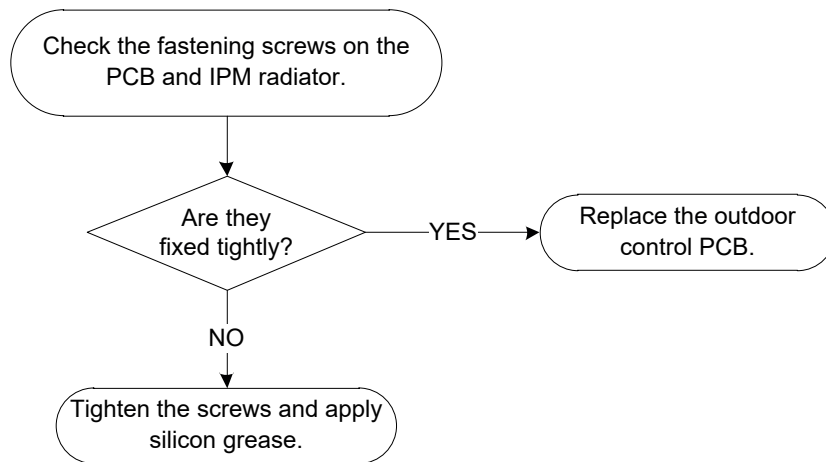 Check the fastening screws on the
PCB and IPM radiator.
Are they
fixed tightly?
YES
Replace the outdoor
control PCB.
NO
Tighten the screws and apply
silicon grease.